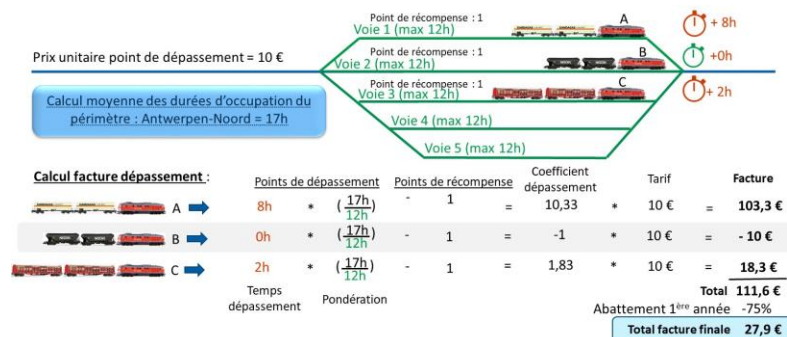 Point de récompense : 1
A
+ 8h
Voie 1 (max 12h)
Prix unitaire point de dépassement = 10 €
Point de récompense : 1
B
+0h
Voie 2 (max 12h)
Point de récompense : 1
C
+ 2h
Voie 3 (max 12h)
Calcul moyenne des durées d'occupation du
périmètre : Antwerpen-Noord = 17h
Voie 4 (max 12h)
Voie 5 (max 12h)
Calcul facture dépassement :
Points de dépassement Points de récompense Coefficient dépassement Tarif Facture
A 8h * (17h/12h) - 1 = 10,33 * 10 € = 103,3 €
B 0h * (17h/12h) - 1 = -1 * 10 € = - 10 €
C 2h * (17h/12h) - 1 = 1,83 * 10 € = 18,3 €
Temps dépassement Pondération
Total 111,6 €
Abattement 1ère année -75%
Total facture finale 27,9 €